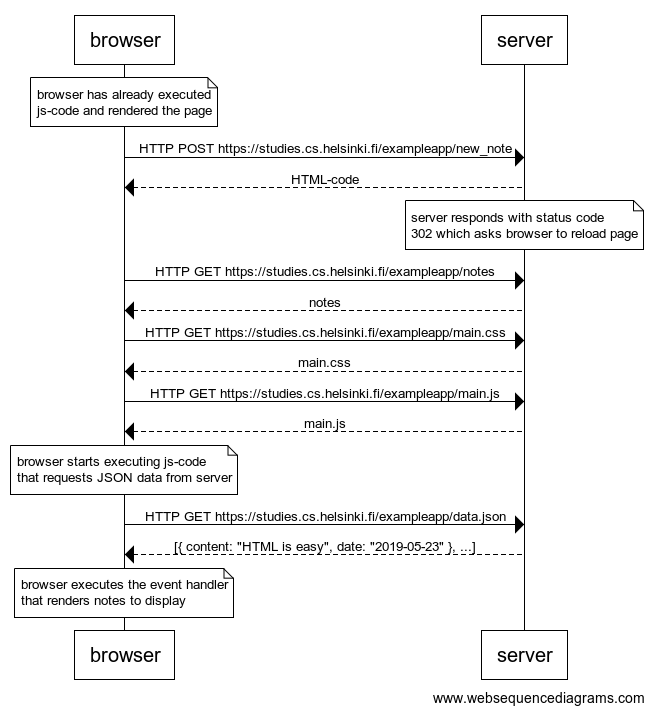 browser
server
browser has already executed
js-code and rendered the page
HTTP POST https://studies.cs.helsinki.fi/exampleapp/new_note
HTML-code
server responds with status code
302 which asks browser to reload page
HTTP GET https://studies.cs.helsinki.fi/exampleapp/notes
notes
HTTP GET https://studies.cs.helsinki.fi/exampleapp/main.css
main.css
HTTP GET https://studies.cs.helsinki.fi/exampleapp/main.js
main.js
browser starts executing js-code
that requests JSON data from server
HTTP GET https://studies.cs.helsinki.fi/exampleapp/data.json
[{ content: "HTML is easy", date: "2019-05-23" }, ...]
browser executes the event handler
that renders notes to display
browser
server
www.websequencediagrams.com